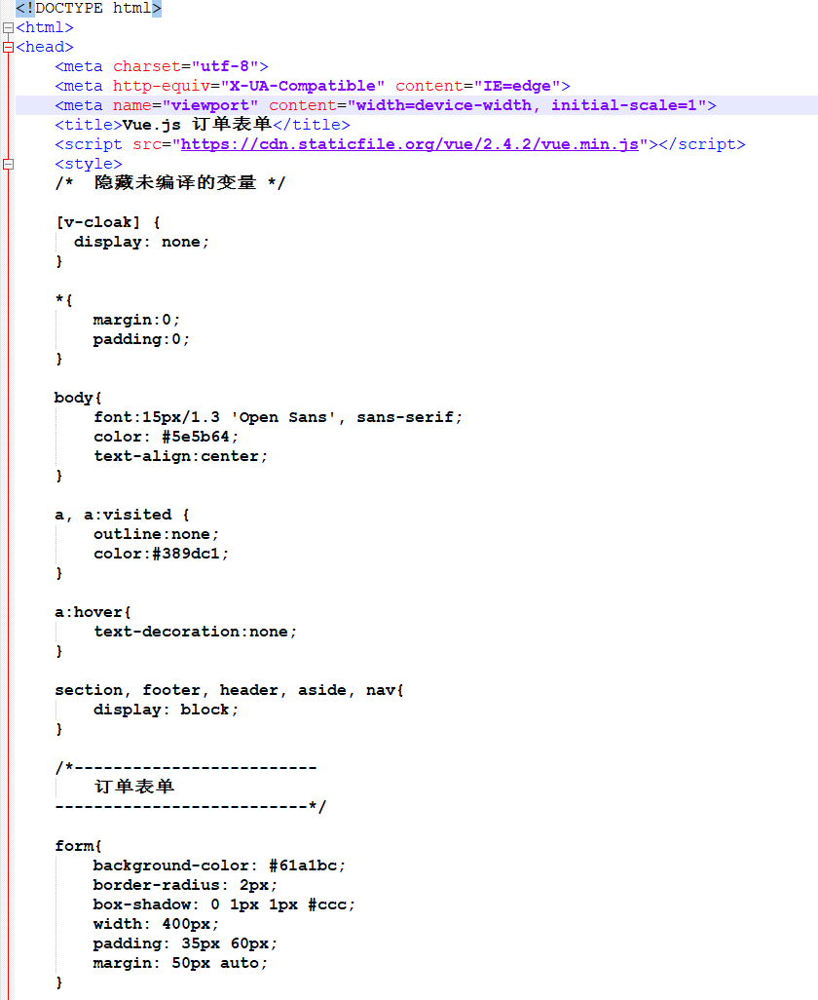 <!DOCTYPE html>
<html>
<head>
    <meta charset="utf-8">
    <meta http-equiv="X-UA-Compatible" content="IE=edge">
    <meta name="viewport" content="width=device-width, initial-scale=1">
    <title>Vue.js 订单表单</title>
    <script src="https://cdn.staticfile.org/vue/2.4.2/vue.min.js"></script>
    <style>
    /*  隐藏未编译的变量 */

    [v-cloak] {
      display: none;
    }

    *{
        margin:0;
        padding:0;
    }

    body{
        font:15px/1.3 'Open Sans', sans-serif;
        color: #5e5b64;
        text-align:center;
    }

    a, a:visited {
        outline:none;
        color:#389dc1;
    }

    a:hover{
        text-decoration:none;
    }

    section, footer, header, aside, nav{
        display: block;
    }

    /*-------------------------
        订单表单
    --------------------------*/

    form{
        background-color: #61a1bc;
        border-radius: 2px;
        box-shadow: 0 1px 1px #ccc;
        width: 400px;
        padding: 35px 60px;
        margin: 50px auto;
    }